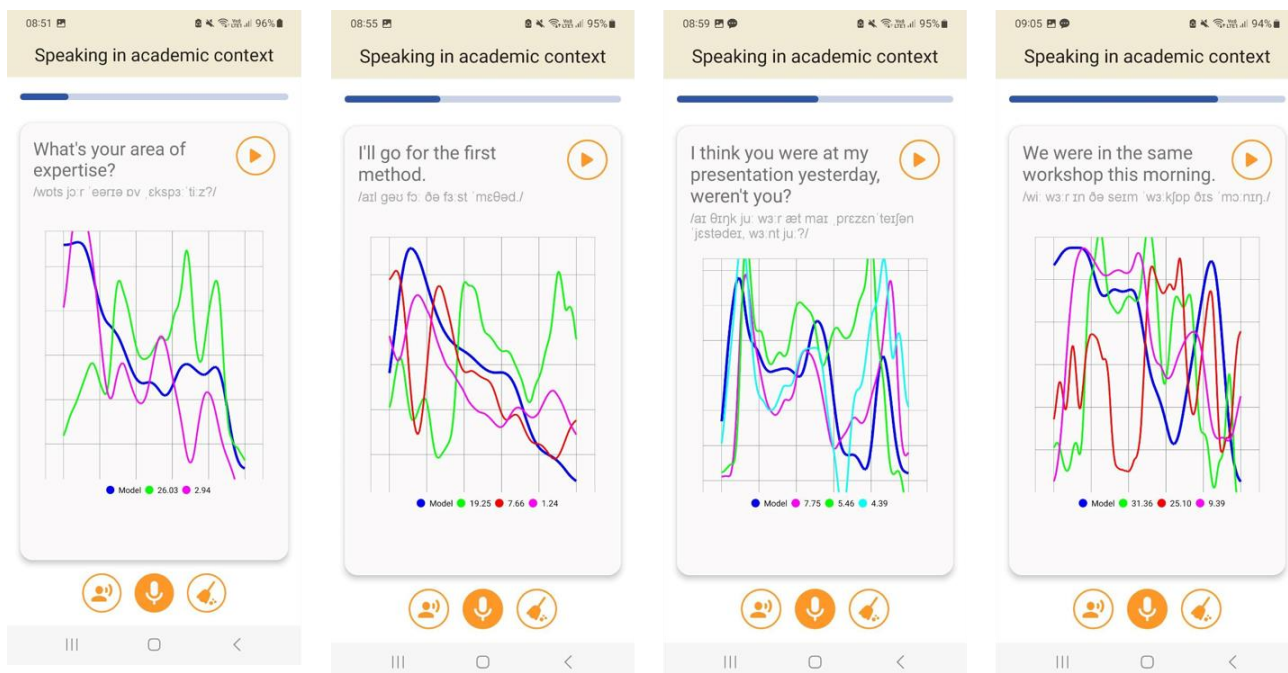 08:51 96%
Speaking in academic context
What's your area of
expertise?
/wɒts jɔːr ˈeərɪə ɒv ˌɛkspɜːˈtiːz?/
Model 26.03 2.94
08:55 95%
Speaking in academic context
I'll go for the first
method.
/aɪl gəʊ fɔː ðə fɜːst ˈmɛθəd./
Model 19.25 7.66 1.24
08:59 95%
Speaking in academic context
I think you were at my
presentation yesterday,
weren't you?
/aɪ θɪŋk juː wɜːr æt maɪ ˌprɛzɛnˈteɪʃən
ˈjɛstədeɪ, wɜːnt juː?/
Model 7.75 5.46 4.39
09:05 94%
Speaking in academic context
We were in the same
workshop this morning.
/wiː wɜːr ɪn ðə seɪm ˈwɜːkʃɒp ðɪs ˈmɔːnɪŋ./
Model 31.36 25.10 9.39